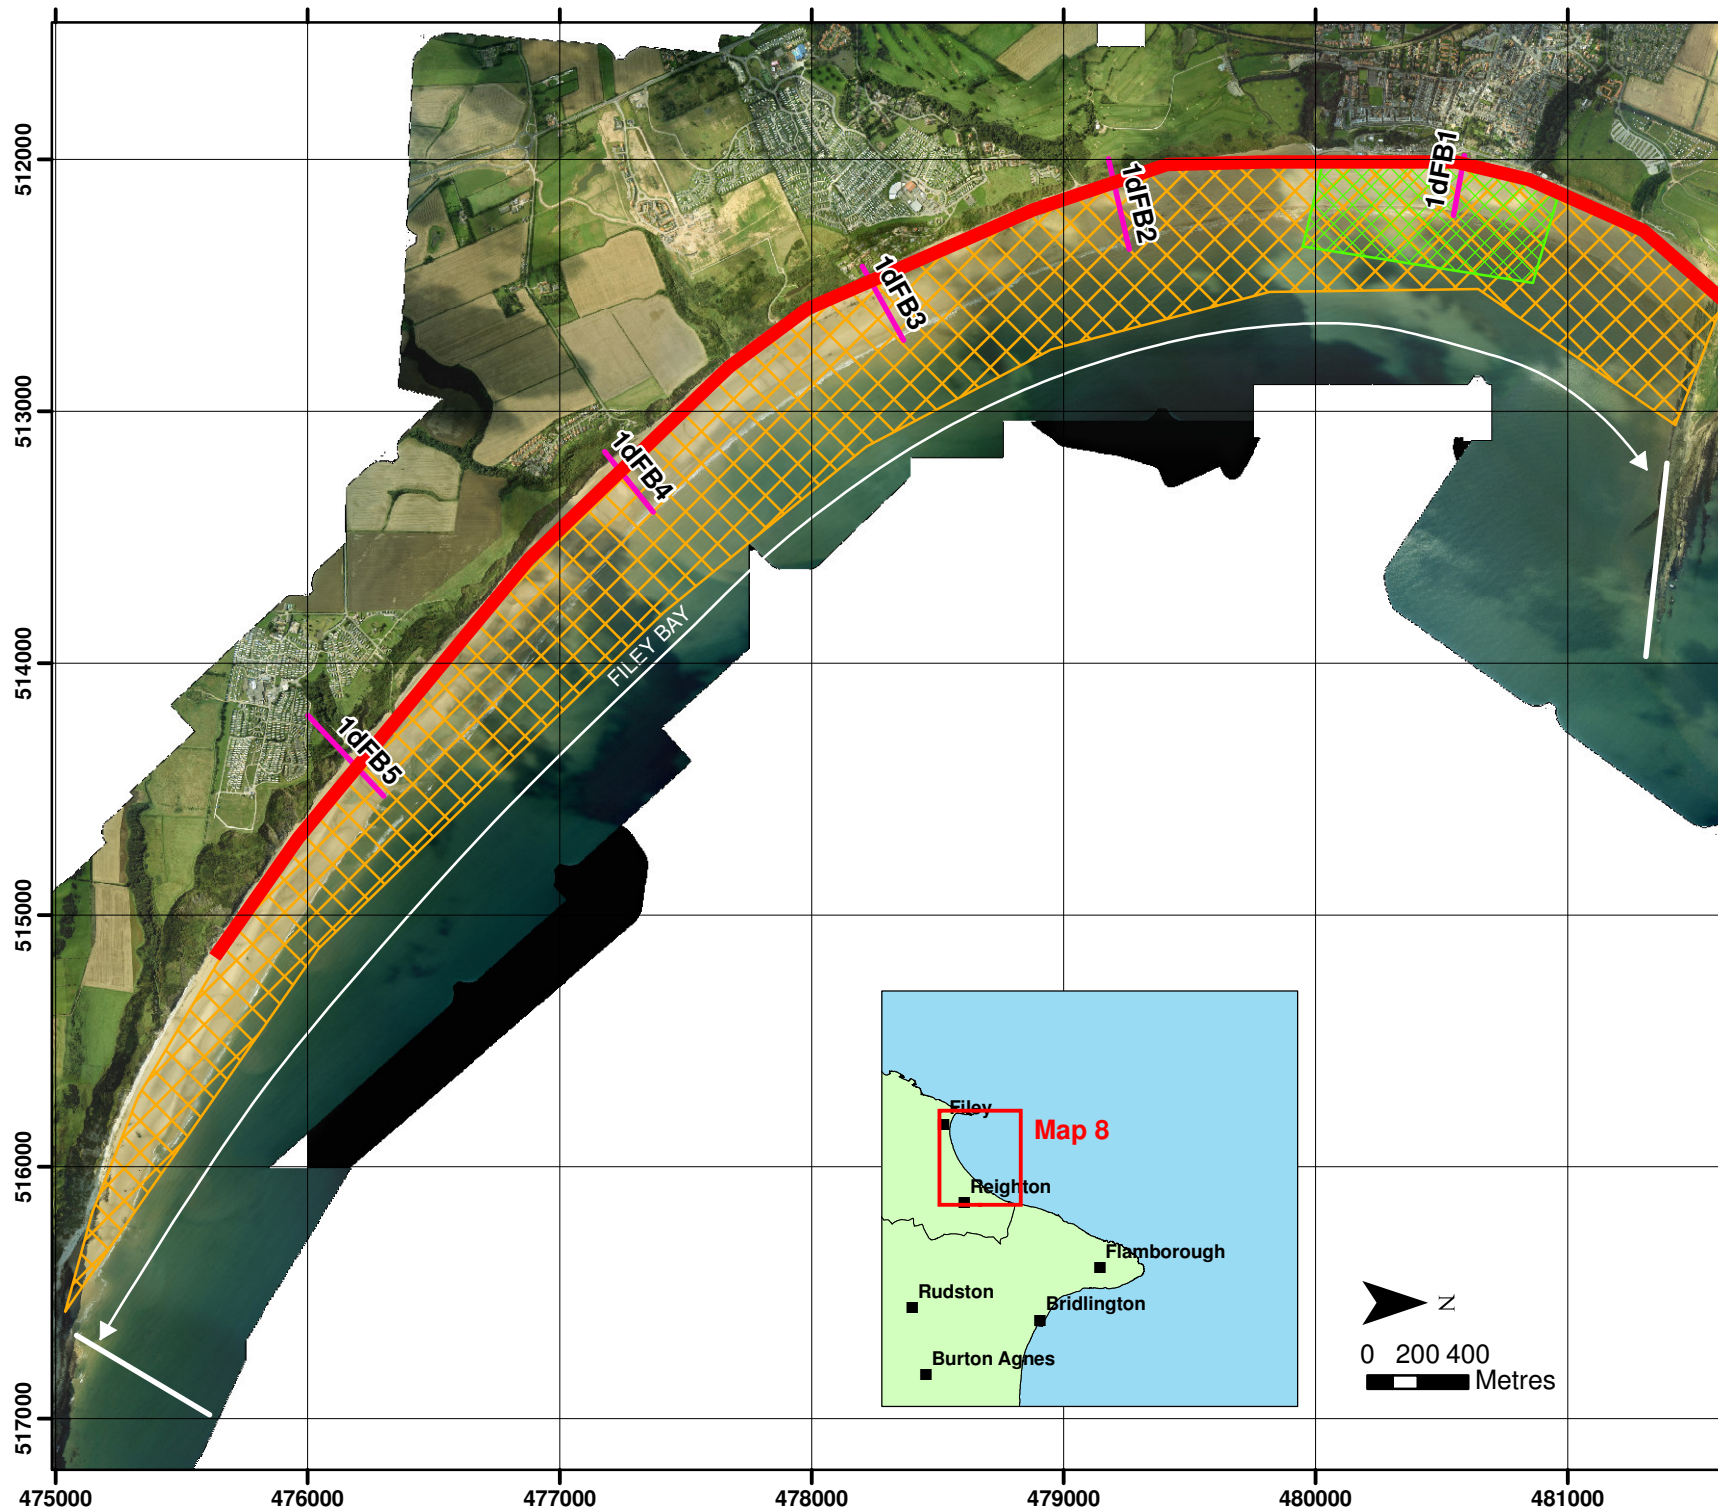 512000
513000
514000
515000
516000
517000
475000
476000
477000
478000
479000
480000
481000
1dFB1
1dFB2
1dFB3
1dFB4
1dFB5
FILEY BAY
Filey
Map 8
Reighton
Flamborough
Rudston
Bridlington
Burton Agnes
N
0 200 400
Metres